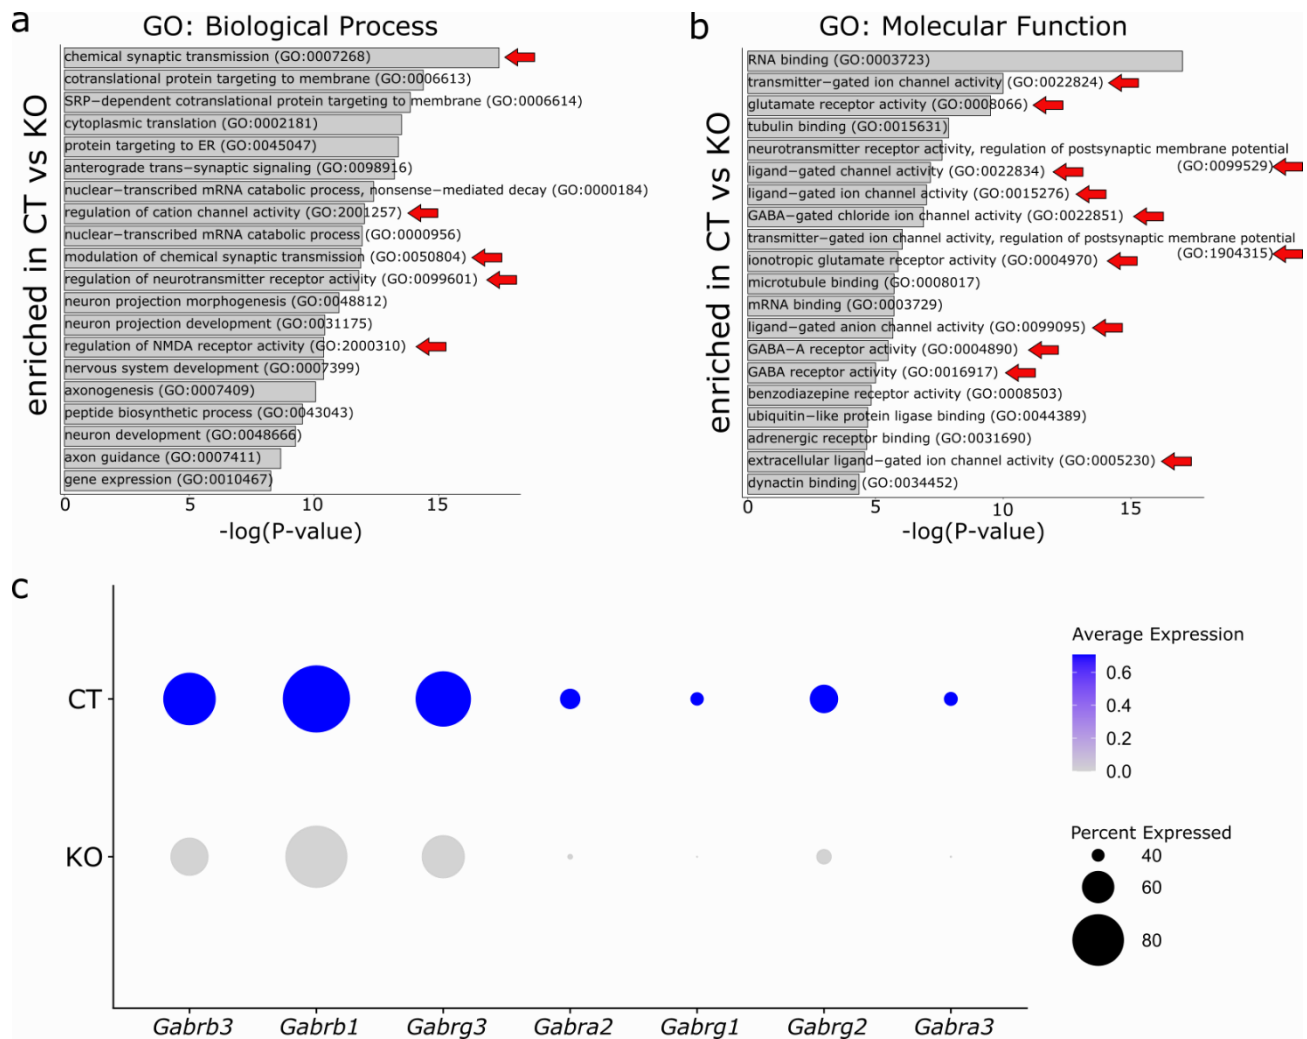 a
GO: Biological Process
enriched in CT vs KO
chemical synaptic transmission (GO:0007268)
cotranslational protein targeting to membrane (GO:0006613)
SRP−dependent cotranslational protein targeting to membrane (GO:0006614)
cytoplasmic translation (GO:0002181)
protein targeting to ER (GO:0045047)
anterograde trans−synaptic signaling (GO:0098916)
nuclear-transcribed mRNA catabolic process, nonsense−mediated decay (GO:0000184)
regulation of cation channel activity (GO:2001257)
nuclear−transcribed mRNA catabolic process (GO:0000956)
modulation of chemical synaptic transmission (GO:0050804)
regulation of neurotransmitter receptor activity (GO:0099601)
neuron projection morphogenesis (GO:0048812)
neuron projection development (GO:0031175)
regulation of NMDA receptor activity (GO:2000310)
nervous system development (GO:0007399)
axonogenesis (GO:0007409)
peptide biosynthetic process (GO:0043043)
neuron development (GO:0048666)
axon guidance (GO:0007411)
gene expression (GO:0010467)
0 5 10 15
-log(P-value)
b
GO: Molecular Function
enriched in CT vs KO
RNA binding (GO:0003723)
transmitter−gated ion channel activity (GO:0022824)
glutamate receptor activity (GO:0008066)
tubulin binding (GO:0015631)
neurotransmitter receptor activity, regulation of postsynaptic membrane potential
(GO:0099529)
ligand−gated channel activity (GO:0022834)
ligand−gated ion channel activity (GO:0015276)
GABA−gated chloride ion channel activity (GO:0022851)
transmitter−gated ion channel activity, regulation of postsynaptic membrane potential
(GO:1904315)
ionotropic glutamate receptor activity (GO:0004970)
microtubule binding (GO:0008017)
mRNA binding (GO:0003729)
ligand−gated anion channel activity (GO:0099095)
GABA−A receptor activity (GO:0004890)
GABA receptor activity (GO:0016917)
benzodiazepine receptor activity (GO:0008503)
ubiquitin−like protein ligase binding (GO:0044389)
adrenergic receptor binding (GO:0031690)
extracellular ligand−gated ion channel activity (GO:0005230)
dynactin binding (GO:0034452)
0 5 10 15
-log(P-value)
c
CT
KO
Gabrb3 Gabrb1 Gabrg3 Gabra2 Gabrg1 Gabrg2 Gabra3
Average Expression
0.6
0.4
0.2
0.0
Percent Expressed
40
60
80